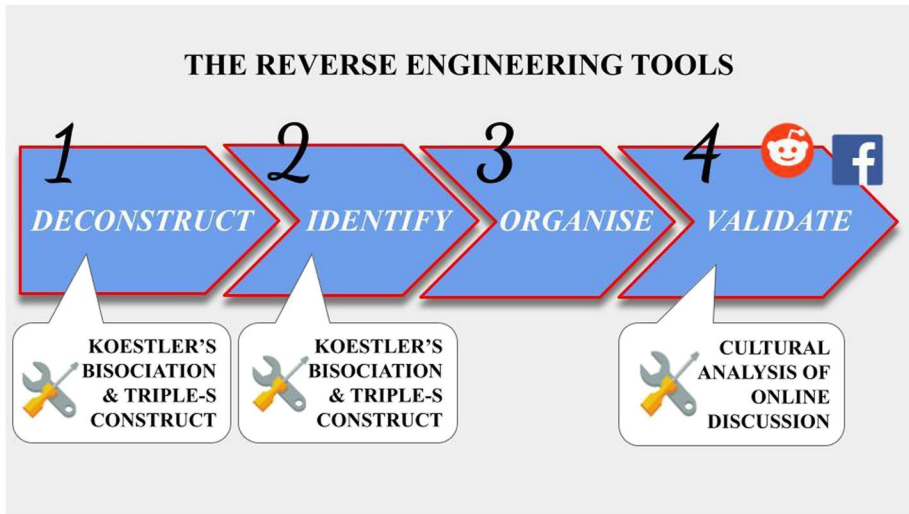 THE REVERSE ENGINEERING TOOLS
1
2
3
4
DECONSTRUCT
IDENTIFY
ORGANISE
VALIDATE
KOESTLER'S
BISOCIATION
& TRIPLE-S
CONSTRUCT
KOESTLER'S
BISOCIATION
& TRIPLE-S
CONSTRUCT
CULTURAL
ANALYSIS OF
ONLINE
DISCUSSION